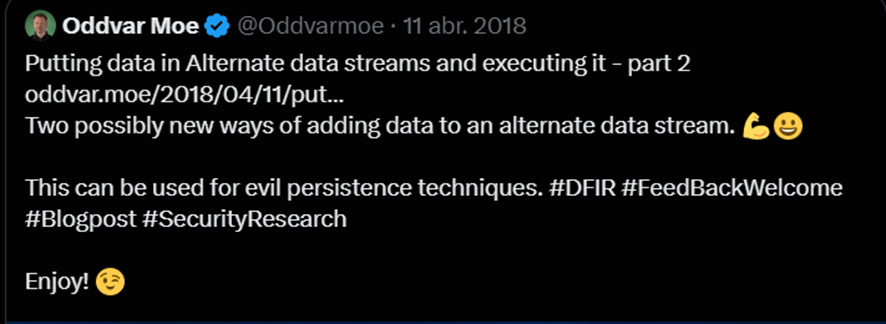 Oddvar Moe @Oddvarmoe · 11 abr. 2018
Putting data in Alternate data streams and executing it - part 2
oddvar.moe/2018/04/11/put...
Two possibly new ways of adding data to an alternate data stream. 💪😀
This can be used for evil persistence techniques. #DFIR #FeedBackWelcome
#Blogpost #SecurityResearch
Enjoy! 😉